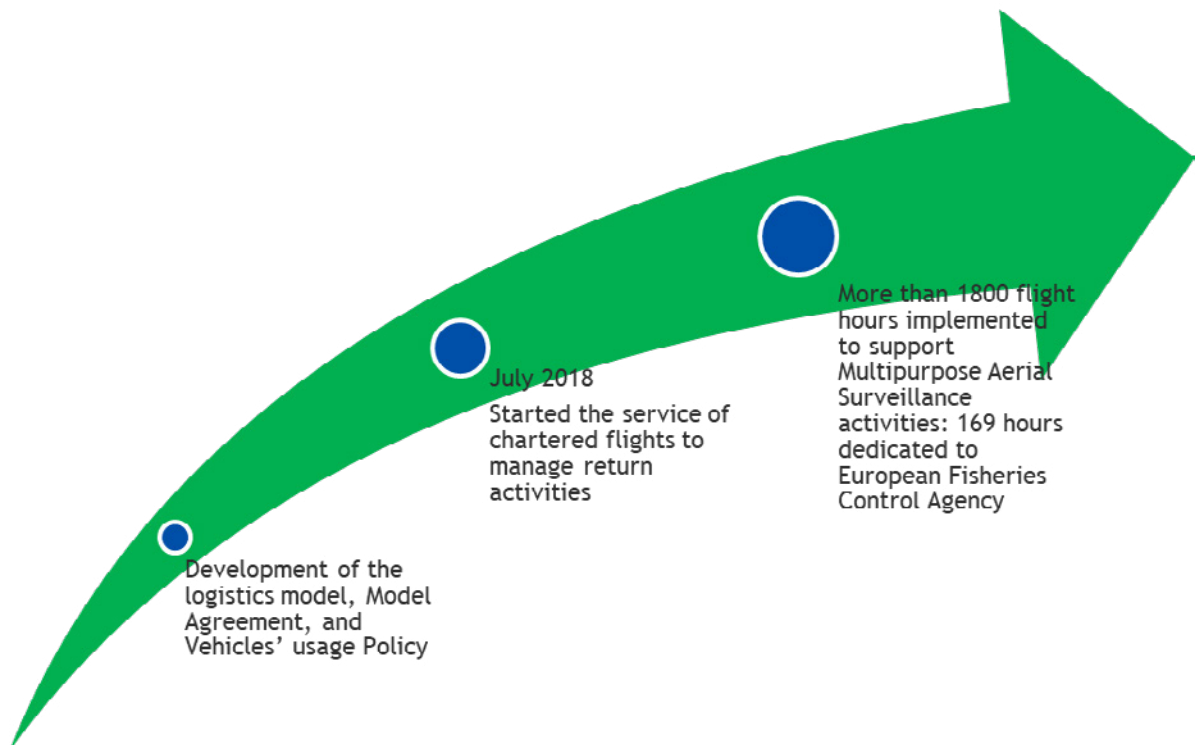 More than 1800 flight
hours implemented
to support
Multipurpose Aerial
Surveillance
activities: 169 hours
dedicated to
European Fisheries
Control Agency
July 2018
Started the service of
chartered flights to
manage return
activities
Development of the
logistics model, Model
Agreement, and
Vehicles’ usage Policy